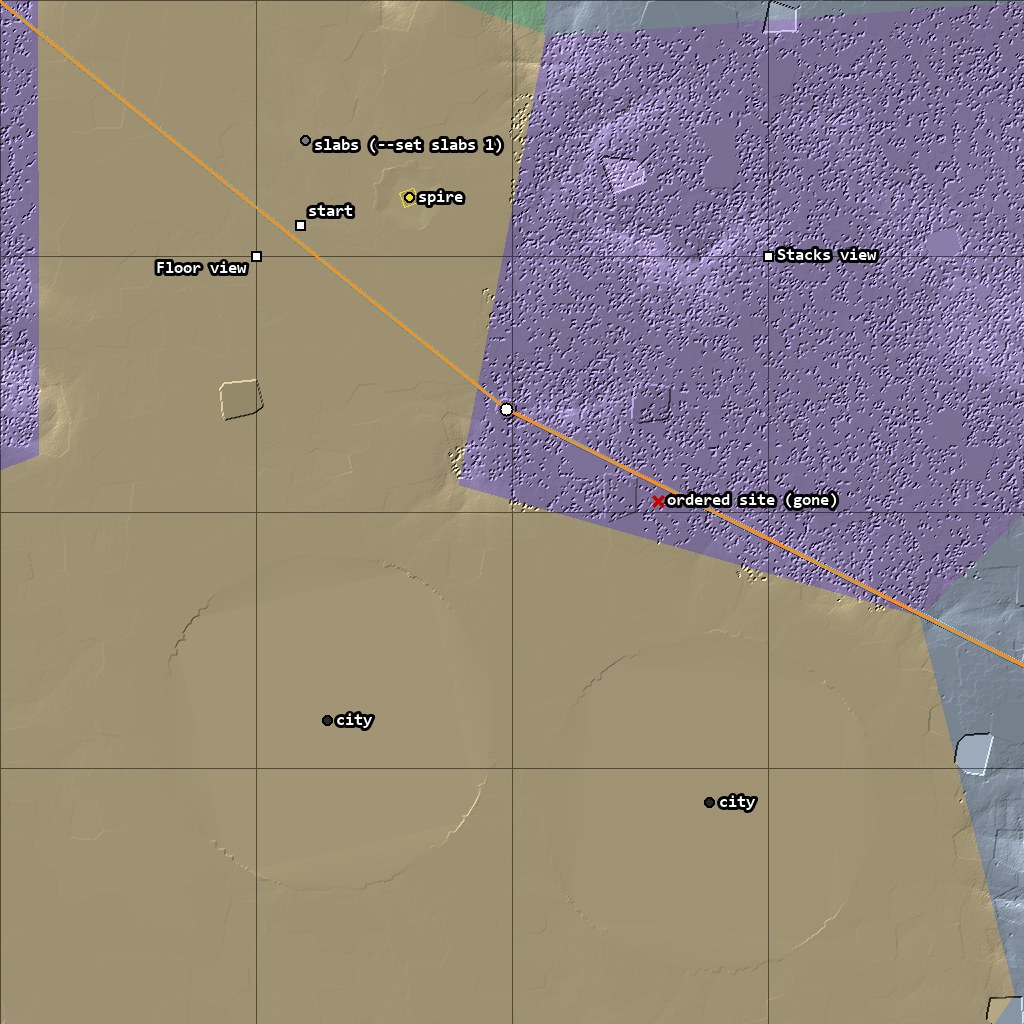 slabs (--set slabs 1)
spire
start
Floor view
Stacks view
ordered site (gone)
city
city